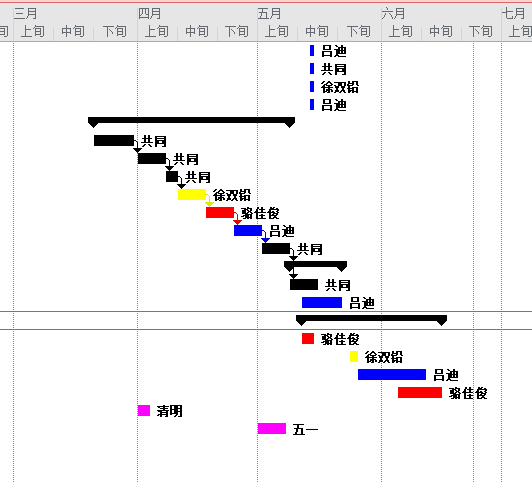 三月 四月 五月 六月 七月
旬 上旬 中旬 下旬 上旬 中旬 下旬 上旬 中旬 下旬 上旬 中旬 下旬 上旬
吕迪
共同
徐双铅
吕迪
共同
共同
共同
徐双铅
骆佳俊
吕迪
共同
共同
吕迪
骆佳俊
徐双铅
吕迪
骆佳俊
清明
五一